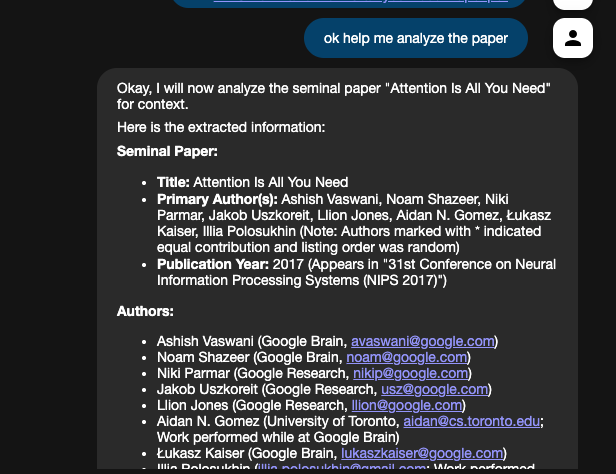 ok help me analyze the paper
Okay, I will now analyze the seminal paper "Attention Is All You Need"
for context.
Here is the extracted information:
Seminal Paper:
• Title: Attention Is All You Need
• Primary Author(s): Ashish Vaswani, Noam Shazeer, Niki
Parmar, Jakob Uszkoreit, Llion Jones, Aidan N. Gomez, Łukasz
Kaiser, Illia Polosukhin (Note: Authors marked with * indicated
equal contribution and listing order was random)
• Publication Year: 2017 (Appears in "31st Conference on Neural
Information Processing Systems (NIPS 2017)")
Authors:
• Ashish Vaswani (Google Brain, avaswani@google.com)
• Noam Shazeer (Google Brain, noam@google.com)
• Niki Parmar (Google Research, nikip@google.com)
• Jakob Uszkoreit (Google Research, usz@google.com)
• Llion Jones (Google Research, llion@google.com)
• Aidan N. Gomez (University of Toronto, aidan@cs.toronto.edu;
Work performed while at Google Brain)
• Łukasz Kaiser (Google Brain, lukaszkaiser@google.com)
• Illia Polosukhin (illia.polosukhin@gmail.com; Work performed